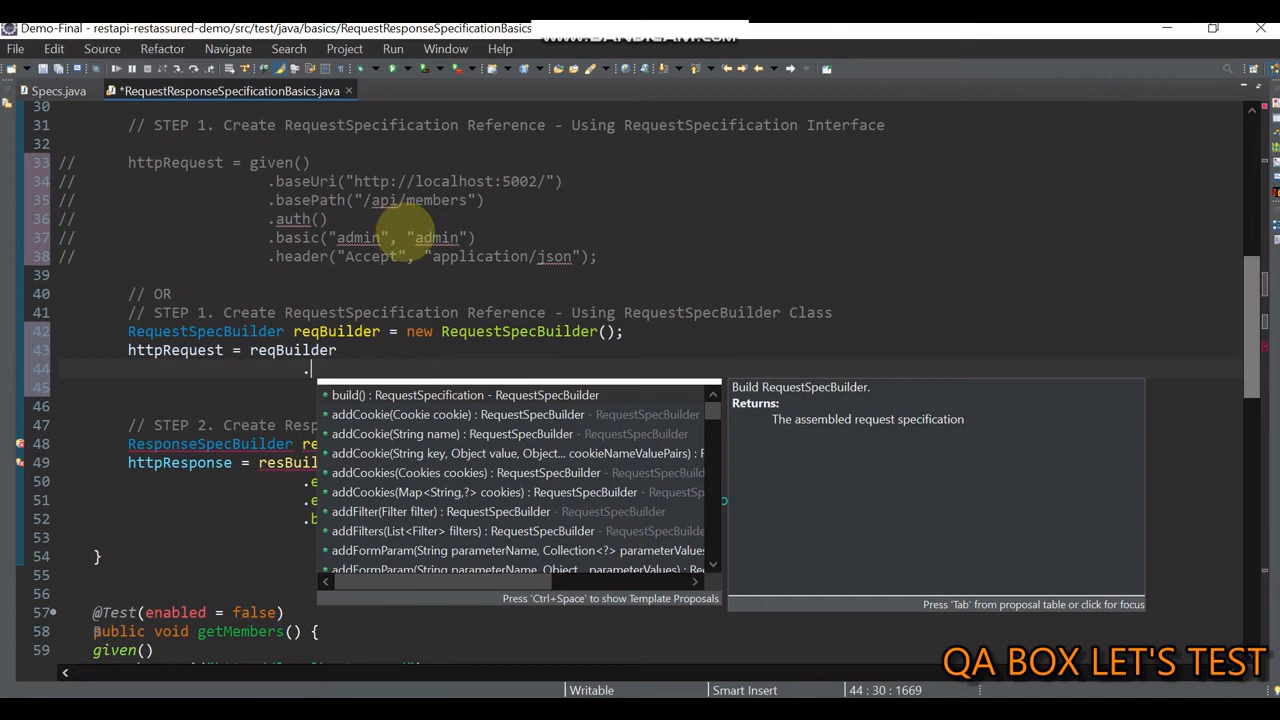 Demo-Final - restapi-restassured-demo/src/test/java/basics/RequestResponseSpecificationBasics
File Edit Source Refactor Navigate Search Project Run Window Help
Specs.java *RequestResponseSpecificationBasics.java
30
31 // STEP 1. Create RequestSpecification Reference - Using RequestSpecification Interface
32
33 // httpRequest = given()
34 // .baseUri("http://localhost:5002/")
35 // .basePath("/api/members")
36 // .auth()
37 // .basic("admin", "admin")
38 // .header("Accept", "application/json");
39
40 // OR
41 // STEP 1. Create RequestSpecification Reference - Using RequestSpecBuilder Class
42 RequestSpecBuilder reqBuilder = new RequestSpecBuilder();
43 httpRequest = reqBuilder
44 .
45
46
47 // STEP 2. Create Res
48 ResponseSpecBuilder re
49 httpResponse = resBuil
50 .e
51 .e
52 .b
53
54 }
55
56
57 @Test(enabled = false)
58 public void getMembers() {
59 given()
build() : RequestSpecification - RequestSpecBuilder
addCookie(Cookie cookie) : RequestSpecBuilder - RequestSpecBuilder
addCookie(String name) : RequestSpecBuilder - RequestSpecBuilder
addCookie(String key, Object value, Object... cookieNameValuePairs) : F
addCookies(Cookies cookies) : RequestSpecBuilder - RequestSpecBuilder
addCookies(Map<String,?> cookies) : RequestSpecBuilder - RequestSpecBuilder
addFilter(Filter filter) : RequestSpecBuilder - RequestSpecBuilder
addFilters(List<Filter> filters) : RequestSpecBuilder - RequestSpecBuilder
addFormParam(String parameterName, Collection<?> parameterValues
addFormParam(String parameterName, Object... parameterValues) : Re
Press 'Ctrl+Space' to show Template Proposals
Build RequestSpecBuilder.
Returns:
The assembled request specification
Press 'Tab' from proposal table or click for focus
QA BOX LET'S TEST
Writable Smart Insert 44 : 30 : 1669